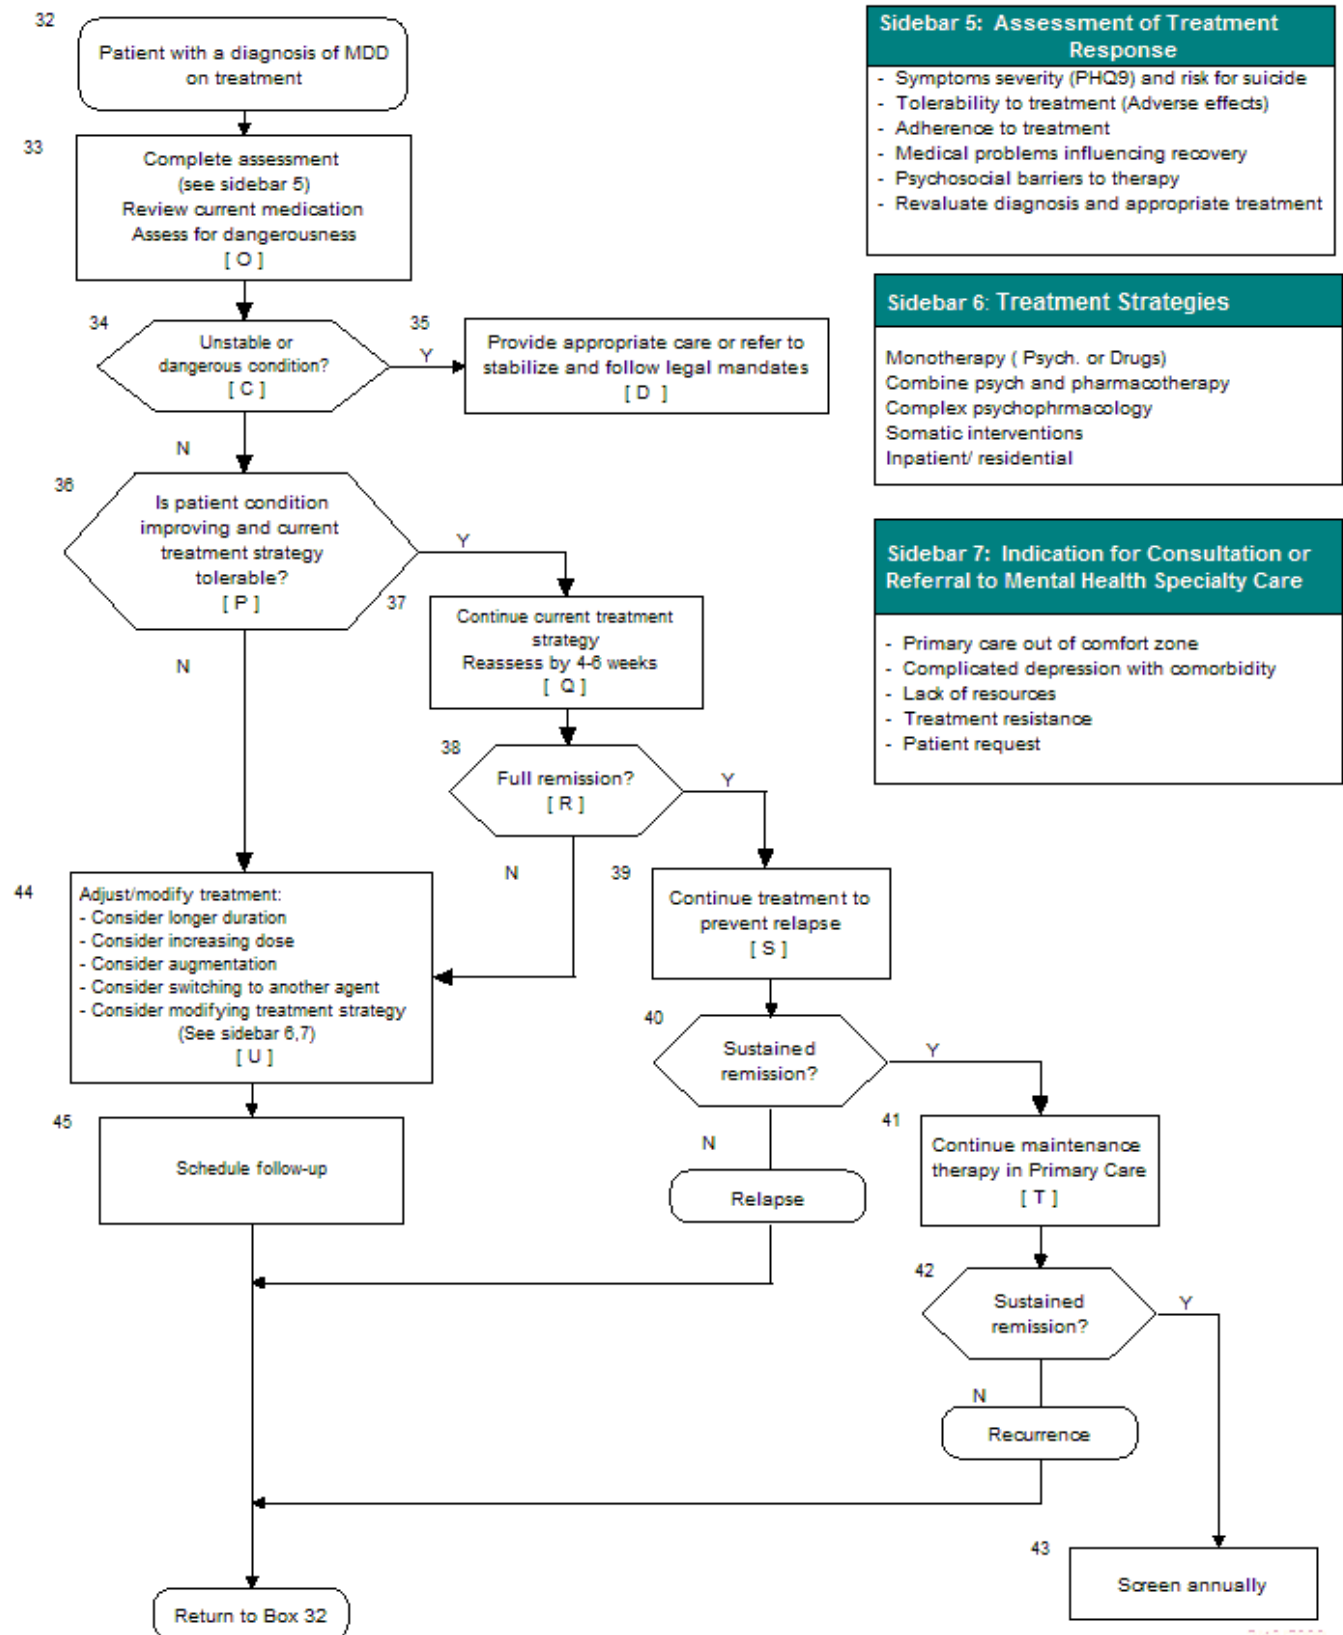 32
Patient with a diagnosis of MDD
on treatment
33
Complete assessment
(see sidebar 5)
Review current medication
Assess for dangerousness
[ O ]
34
Unstable or
dangerous condition?
[ C ]
Y
35
Provide appropriate care or refer to
stabilize and follow legal mandates
[ D ]
N
36
Is patient condition
improving and current
treatment strategy
tolerable?
[ P ]
Y
37
Continue current treatment
strategy
Reassess by 4-6 weeks
[ Q ]
N
38
Full remission?
[ R ]
Y
N
39
Continue treatment to
prevent relapse
[ S ]
44
Adjust/modify treatment:
- Consider longer duration
- Consider increasing dose
- Consider augmentation
- Consider switching to another agent
- Consider modifying treatment strategy
(See sidebar 6,7)
[ U ]
40
Sustained
remission?
Y
N
Relapse
41
Continue maintenance
therapy in Primary Care
[ T ]
45
Schedule follow-up
42
Sustained
remission?
Y
N
Recurrence
43
Screen annually
Return to Box 32
Sidebar 5: Assessment of Treatment
Response
- Symptoms severity (PHQ9) and risk for suicide
- Tolerability to treatment (Adverse effects)
- Adherence to treatment
- Medical problems influencing recovery
- Psychosocial barriers to therapy
- Revaluate diagnosis and appropriate treatment
Sidebar 6: Treatment Strategies
Monotherapy ( Psych. or Drugs)
Combine psych and pharmacotherapy
Complex psychophrmacology
Somatic interventions
Inpatient/ residential
Sidebar 7: Indication for Consultation or
Referral to Mental Health Specialty Care
- Primary care out of comfort zone
- Complicated depression with comorbidity
- Lack of resources
- Treatment resistance
- Patient request